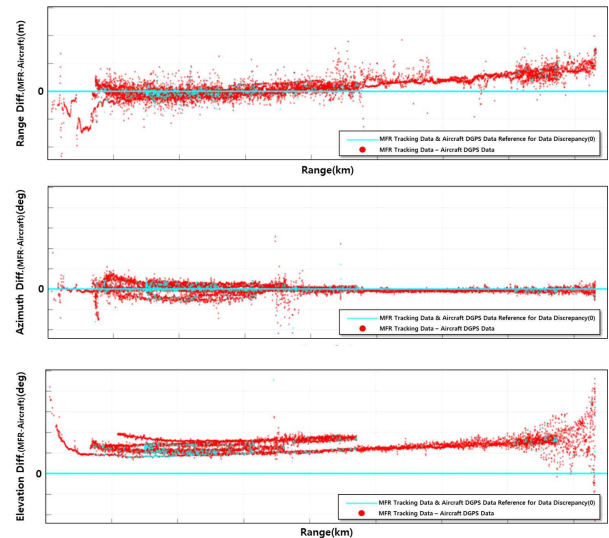 Range Diff.(MFR-Aircraft)(m)
0
MFR Tracking Data & Aircraft DGPS Data Reference for Data Discrepancy(0)
MFR Tracking Data – Aircraft DGPS Data
Range(km)
Azimuth Diff.(MFR-Aircraft)(deg)
0
MFR Tracking Data & Aircraft DGPS Data Reference for Data Discrepancy(0)
MFR Tracking Data – Aircraft DGPS Data
Elevation Diff.(MFR-Aircraft)(deg)
0
MFR Tracking Data & Aircraft DGPS Data Reference for Data Discrepancy(0)
MFR Tracking Data – Aircraft DGPS Data
Range(km)